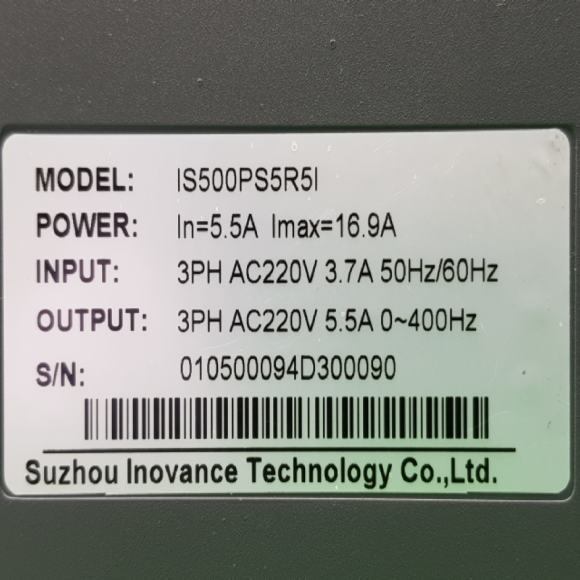 MODEL: IS500PS5R5I
POWER: In=5.5A Imax=16.9A
INPUT: 3PH AC220V 3.7A 50Hz/60Hz
OUTPUT: 3PH AC220V 5.5A 0~400Hz
S/N: 010500094D300090
Suzhou Inovance Technology Co.,Ltd.